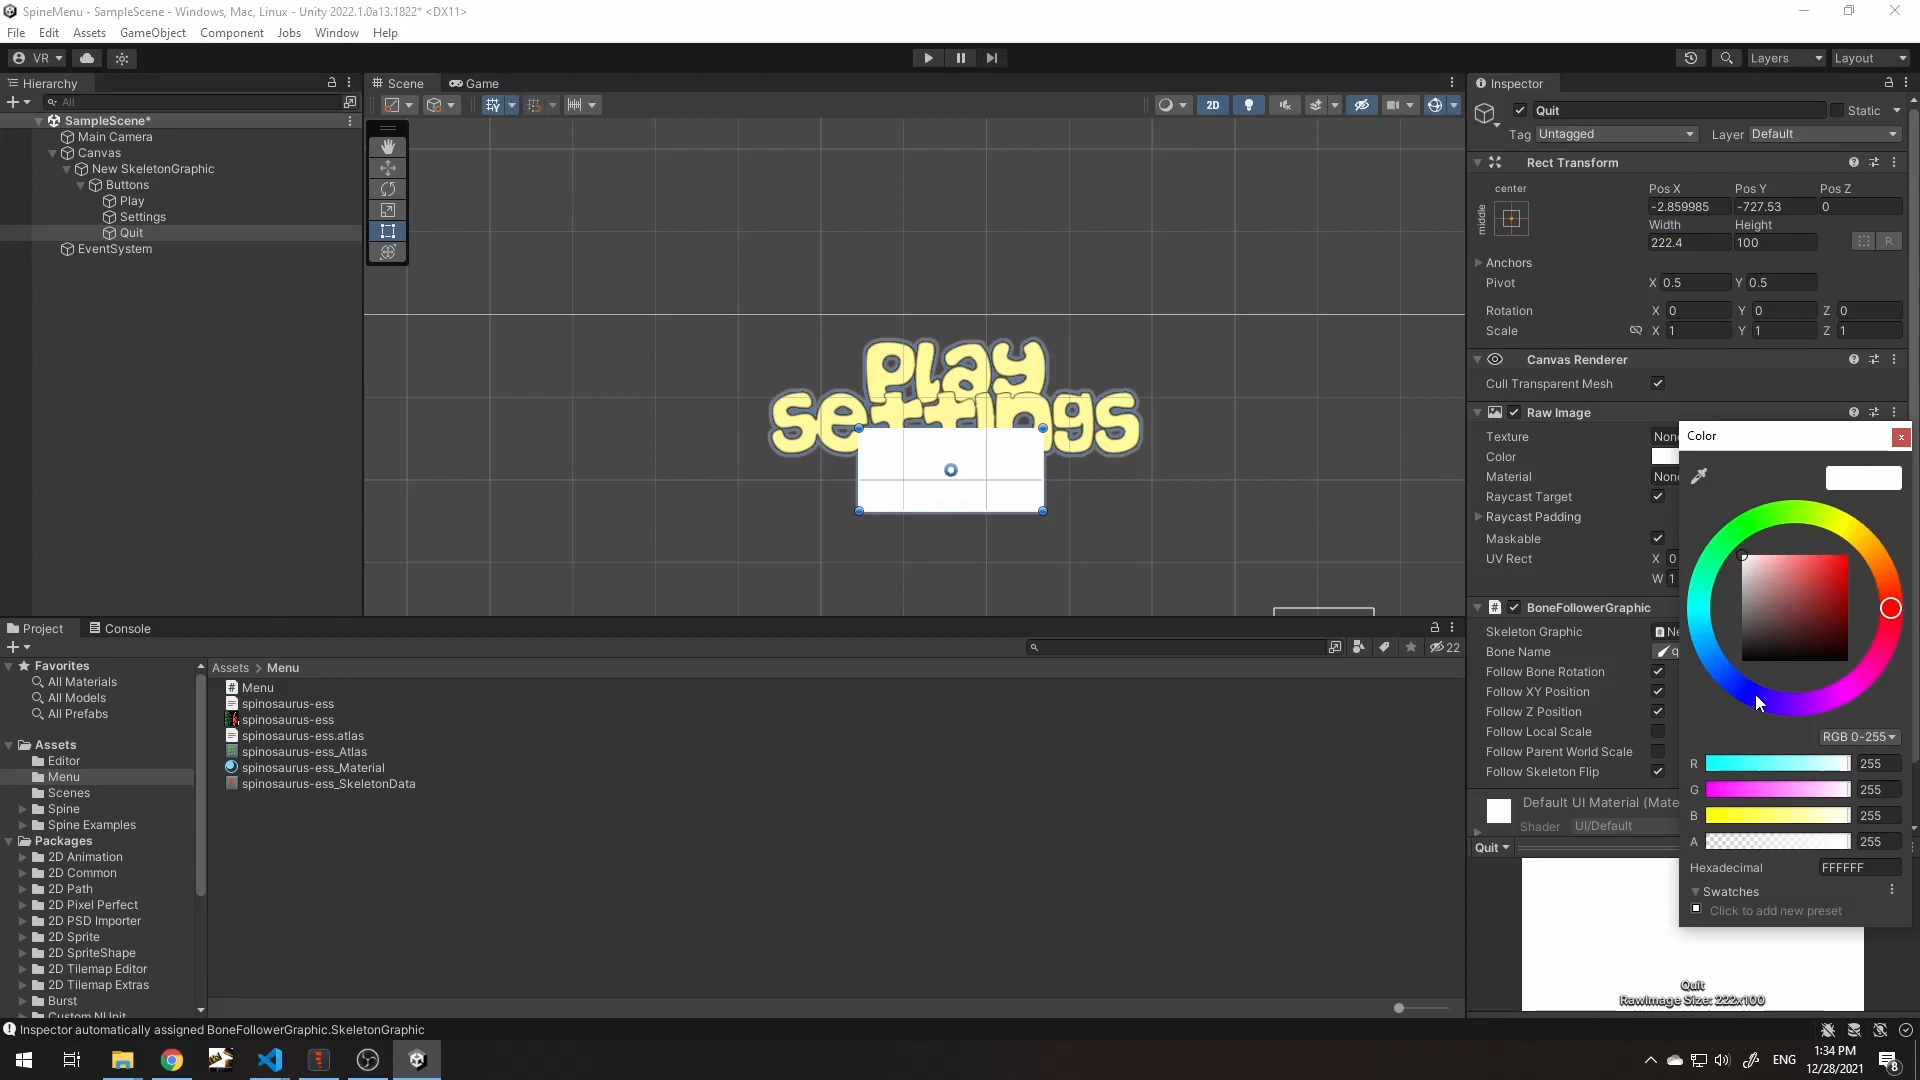 SpineMenu - SampleScene - Windows, Mac, Linux - Unity 2022.1.0a13.1822* <DX11>
File Edit Assets GameObject Component Jobs Window Help
VR
Layers Layout
Hierarchy
All
SampleScene*
Main Camera
Canvas
New SkeletonGraphic
Buttons
Play
Settings
Quit
EventSystem
Scene Game
2D
play
settings
Inspector
Quit Static
Tag Untagged Layer Default
Rect Transform
center
middle
Pos X Pos Y Pos Z
-2.859985 -727.53 0
Width Height
222.4 100
R
Anchors
Pivot X 0.5 Y 0.5
Rotation X 0 Y 0 Z 0
Scale X 1 Y 1 Z 1
Canvas Renderer
Cull Transparent Mesh
Raw Image
Texture
Color
Material
Raycast Target
Raycast Padding
Maskable
UV Rect X 0
W 1
BoneFollowerGraphic
Skeleton Graphic
Bone Name
Follow Bone Rotation
Follow XY Position
Follow Z Position
Follow Local Scale
Follow Parent World Scale
Follow Skeleton Flip
Default UI Material (Mate
Shader UI/Default
Quit
Quit
RawImage Size: 222x100
Color
x
RGB 0-255
R 255
G 255
B 255
A 255
Hexadecimal FFFFFF
Swatches
Click to add new preset
Project Console
22
Favorites
All Materials
All Models
All Prefabs
Assets
Editor
Menu
Scenes
Spine
Spine Examples
Packages
2D Animation
2D Common
2D Path
2D Pixel Perfect
2D PSD Importer
2D Sprite
2D SpriteShape
2D Tilemap Editor
2D Tilemap Extras
Burst
Custom NUnit
Assets > Menu
Menu
spinosaurus-ess
spinosaurus-ess
spinosaurus-ess.atlas
spinosaurus-ess_Atlas
spinosaurus-ess_Material
spinosaurus-ess_SkeletonData
Inspector automatically assigned BoneFollowerGraphic.SkeletonGraphic
ENG
1:34 PM
12/28/2021
8